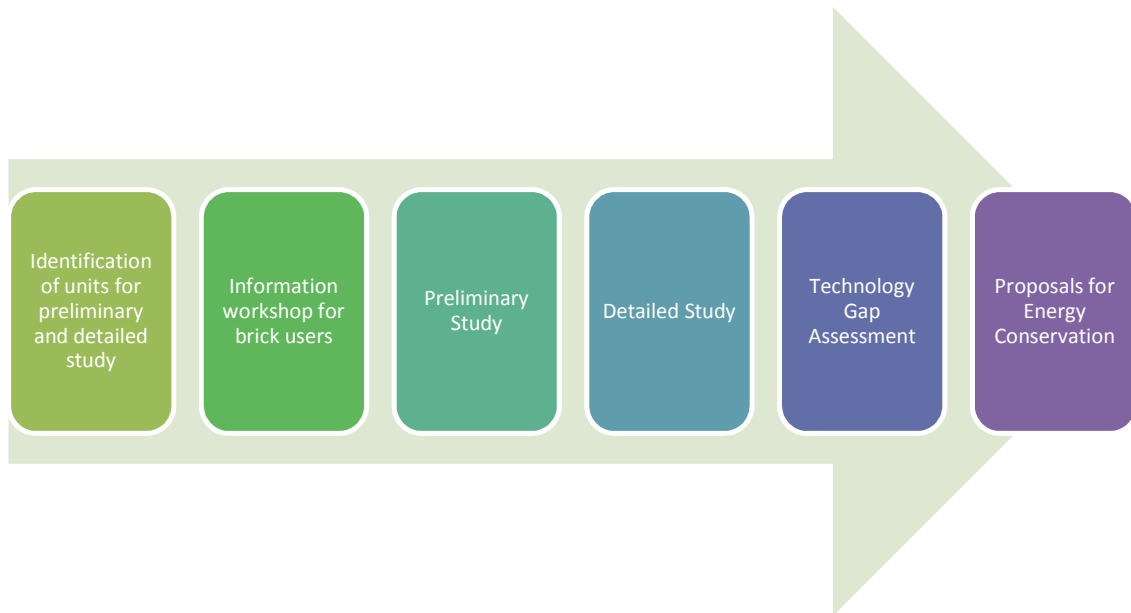 Identification
of units for
preliminary
and detailed
study
Information
workshop for
brick users
Preliminary
Study
Detailed Study
Technology
Gap
Assessment
Proposals for
Energy
Conservation